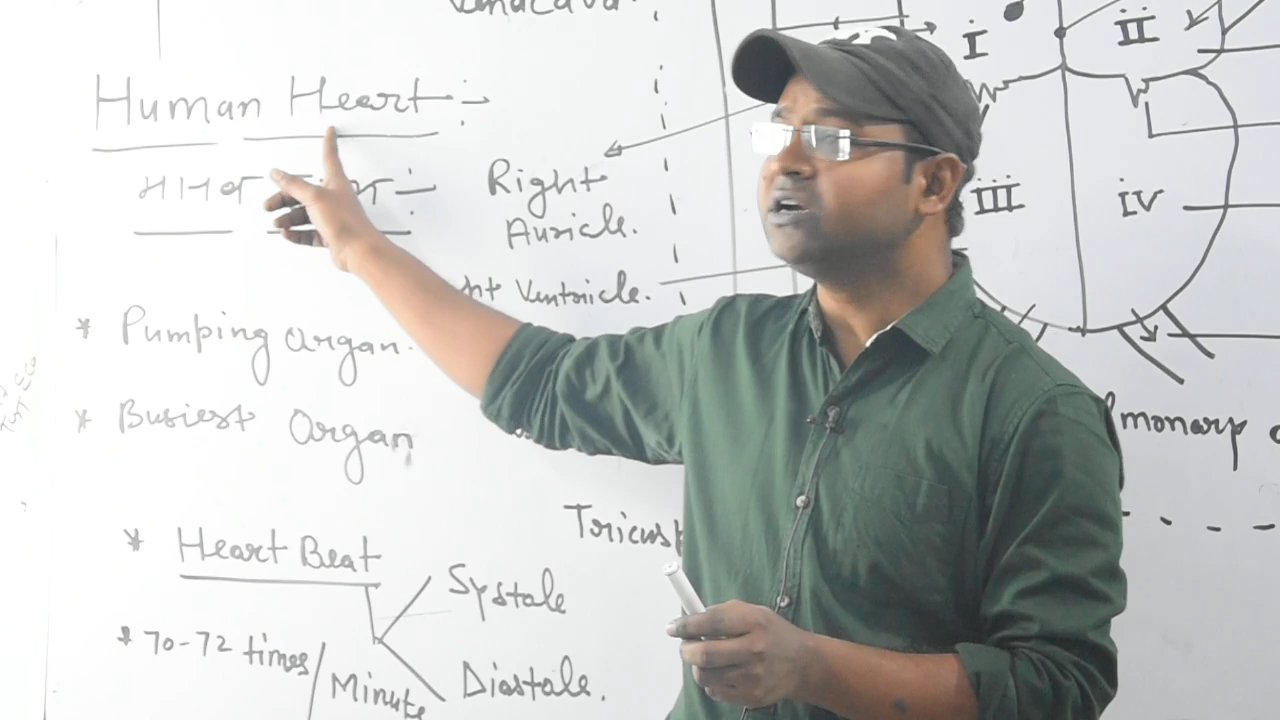 Human Heart :-
मानव
Right
Auricle.
Ventricle.
* Pumping organ.
* Busiest organ
* Heart Beat
Systole
* 70-72 times/
Minute
Diastole.
I
II
III
iv